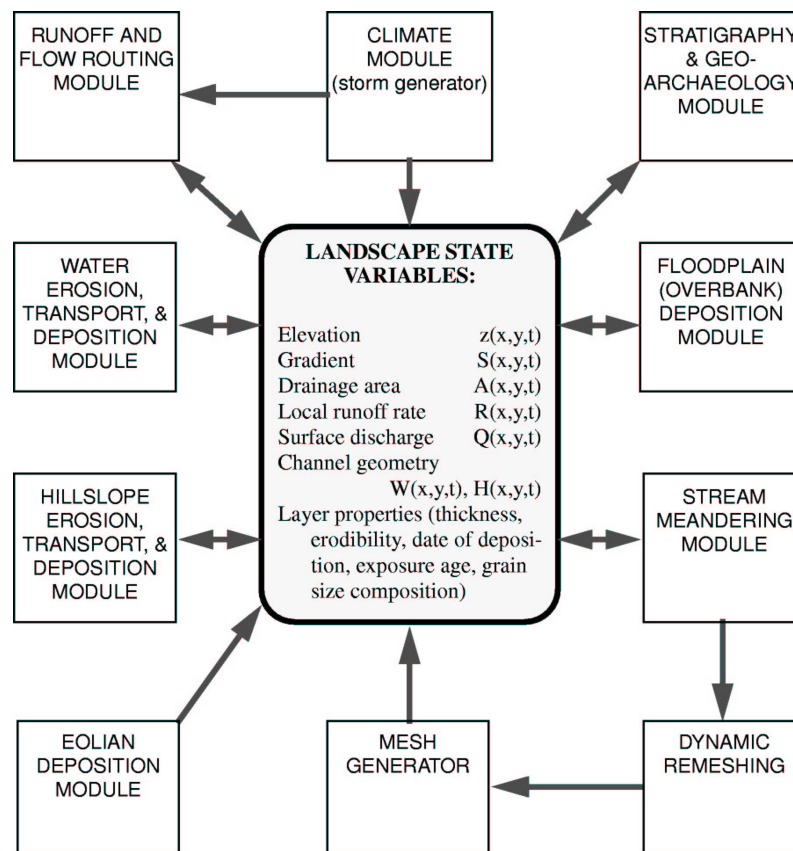 RUNOFF AND
FLOW ROUTING
MODULE
CLIMATE
MODULE
(storm generator)
STRATIGRAPHY
& GEO-
ARCHAEOLOGY
MODULE
WATER
EROSION,
TRANSPORT, &
DEPOSITION
MODULE
LANDSCAPE STATE
VARIABLES:
Elevation z(x,y,t)
Gradient S(x,y,t)
Drainage area A(x,y,t)
Local runoff rate R(x,y,t)
Surface discharge Q(x,y,t)
Channel geometry
W(x,y,t), H(x,y,t)
Layer properties (thickness,
erodibility, date of deposi-
tion, exposure age, grain
size composition)
FLOODPLAIN
(OVERBANK)
DEPOSITION
MODULE
HILLSLOPE
EROSION,
TRANSPORT, &
DEPOSITION
MODULE
STREAM
MEANDERING
MODULE
EOLIAN
DEPOSITION
MODULE
MESH
GENERATOR
DYNAMIC
REMESHING